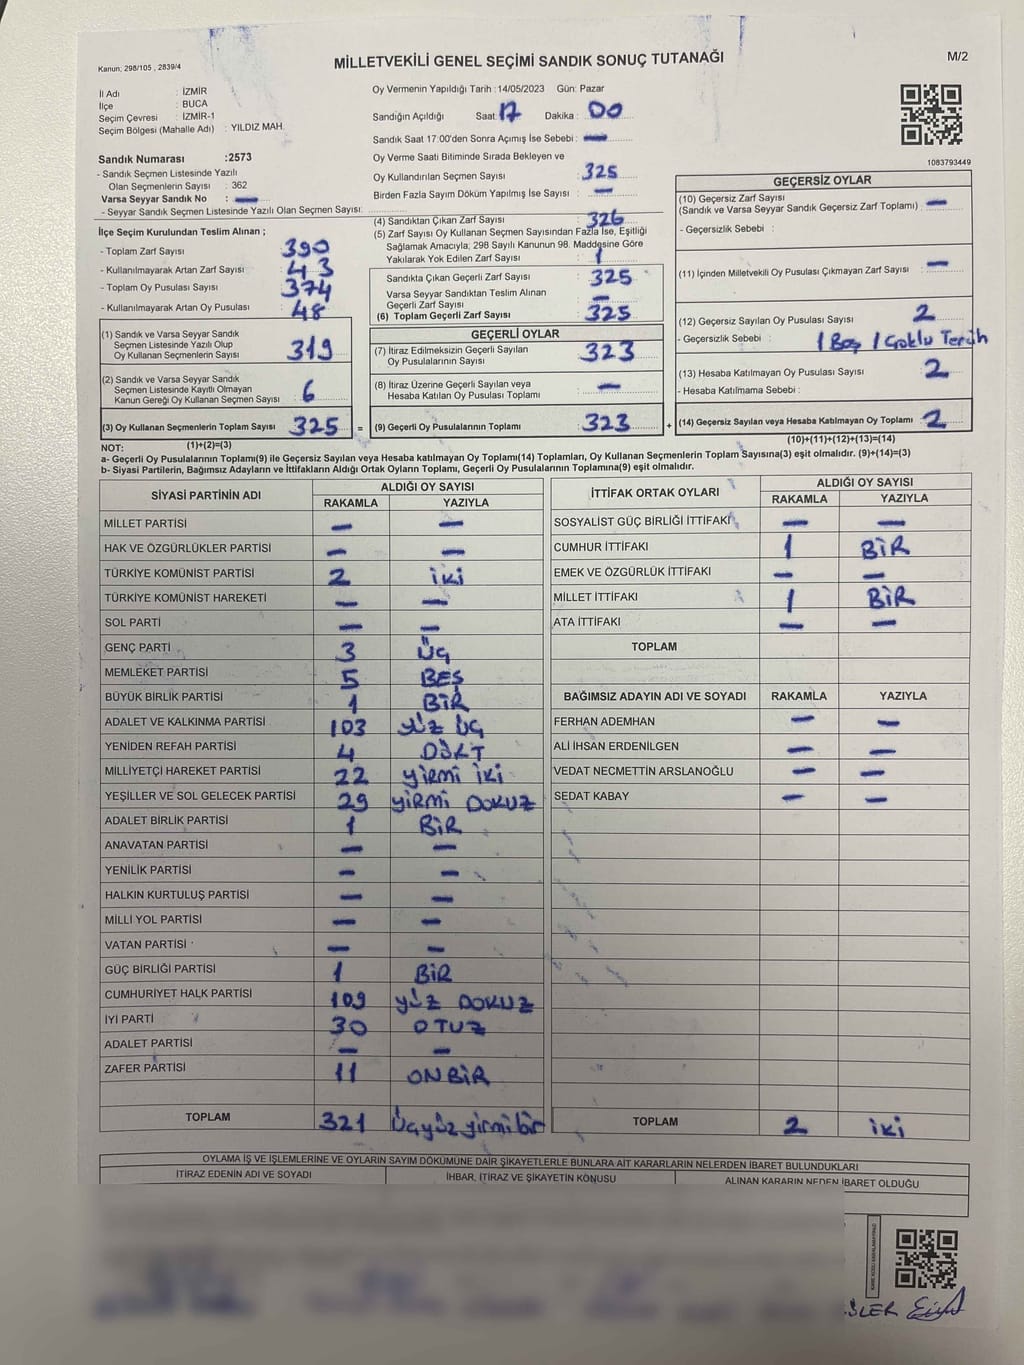 Kanun; 298/105 , 2839/4
MİLLETVEKİLİ GENEL SEÇİMİ SANDIK SONUÇ TUTANAĞI
M/2
İl Adı : İZMİR
İlçe : BUCA
Seçim Çevresi : İZMİR-1
Seçim Bölgesi (Mahalle Adı) : YILDIZ MAH.
Sandık Numarası :2573
- Sandık Seçmen Listesinde Yazılı
Olan Seçmenlerin Sayısı : 362
Varsa Seyyar Sandık No : —
- Seyyar Sandık Seçmen Listesinde Yazılı Olan Seçmen Sayısı:
İlçe Seçim Kurulundan Teslim Alınan ;
- Toplam Zarf Sayısı 390
- Kullanılmayarak Artan Zarf Sayısı 43
- Toplam Oy Pusulası Sayısı 374
- Kullanılmayarak Artan Oy Pusulası 48
(1) Sandık ve Varsa Seyyar Sandık
Seçmen Listesinde Yazılı Olup
Oy Kullanan Seçmenlerin Sayısı 319
(2) Sandık ve Varsa Seyyar Sandık
Seçmen Listesinde Kayıtlı Olmayan
Kanun Gereği Oy Kullanan Seçmen Sayısı 6
(3) Oy Kullanan Seçmenlerin Toplam Sayısı 325 =
(1)+(2)=(3)
Oy Vermenin Yapıldığı Tarih :14/05/2023 Gün: Pazar
Sandığın Açıldığı Saat: 17 Dakika : 00
Sandık Saat 17:00'den Sonra Açımış İse Sebebi : —
Oy Verme Saati Bitiminde Sırada Bekleyen ve
Oy Kullandırılan Seçmen Sayısı : 325
Birden Fazla Sayım Döküm Yapılmış İse Sayısı : —
(4) Sandıktan Çıkan Zarf Sayısı 326
(5) Zarf Sayısı Oy Kullanan Seçmen Sayısından Fazla İse, Eşitliği
Sağlamak Amacıyla; 298 Sayılı Kanunun 98. Maddesine Göre
Yakılarak Yok Edilen Zarf Sayısı 1
Sandıkta Çıkan Geçerli Zarf Sayısı 325
Varsa Seyyar Sandıktan Teslim Alınan
Geçerli Zarf Sayısı —
(6) Toplam Geçerli Zarf Sayısı 325
GEÇERLİ OYLAR
(7) İtiraz Edilmeksizin Geçerli Sayılan
Oy Pusulalarının Sayısı 323
(8) İtiraz Üzerine Geçerli Sayılan veya
Hesaba Katılan Oy Pusulası Toplamı —
(9) Geçerli Oy Pusulalarının Toplamı 323 +
1083793449
GEÇERSİZ OYLAR
(10) Geçersiz Zarf Sayısı
(Sandık ve Varsa Seyyar Sandık Geçersiz Zarf Toplamı) —
- Geçersizlik Sebebi :
(11) İçinden Milletvekili Oy Pusulası Çıkmayan Zarf Sayısı —
(12) Geçersiz Sayılan Oy Pusulası Sayısı 2
- Geçersizlik Sebebi : 1 Boş 1 Çoklu Tercih
(13) Hesaba Katılmayan Oy Pusulası Sayısı 2
- Hesaba Katılmama Sebebi :
(14) Geçersiz Sayılan veya Hesaba Katılmayan Oy Toplamı 2
(10)+(11)+(12)+(13)=(14)
NOT:
a- Geçerli Oy Pusulalarının Toplamı(9) ile Geçersiz Sayılan veya Hesaba katılmayan Oy Toplamı(14) Toplamları, Oy Kullanan Seçmenlerin Toplam Sayısına(3) eşit olmalıdır. (9)+(14)=(3)
b- Siyasi Partilerin, Bağımsız Adayların ve İttifakların Aldığı Ortak Oyların Toplamı, Geçerli Oy Pusulalarının Toplamına(9) eşit olmalıdır.
SİYASİ PARTİNİN ADI ALDIĞI OY SAYISI
RAKAMLA YAZIYLA
MİLLET PARTİSİ — —
HAK VE ÖZGÜRLÜKLER PARTİSİ — —
TÜRKİYE KOMÜNİST PARTİSİ 2 iki
TÜRKİYE KOMÜNİST HAREKETİ — —
SOL PARTİ — —
GENÇ PARTİ 3 Üç
MEMLEKET PARTİSİ 5 BEŞ
BÜYÜK BİRLİK PARTİSİ 1 BİR
ADALET VE KALKINMA PARTİSİ 103 yüz üç
YENİDEN REFAH PARTİSİ 4 DÖRT
MİLLİYETÇİ HAREKET PARTİSİ 22 yirmi iki
YEŞİLLER VE SOL GELECEK PARTİSİ 29 yirmi DOKUZ
ADALET BİRLİK PARTİSİ 1 BİR
ANAVATAN PARTİSİ — —
YENİLİK PARTİSİ — —
HALKIN KURTULUŞ PARTİSİ — —
MİLLİ YOL PARTİSİ — —
VATAN PARTİSİ — —
GÜÇ BİRLİĞİ PARTİSİ 1 BİR
CUMHURİYET HALK PARTİSİ 109 yüz DOKUZ
İYİ PARTİ 30 OTUZ
ADALET PARTİSİ — —
ZAFER PARTİSİ 11 ONBİR
TOPLAM 321 Üçyüzyirmibir
İTTİFAK ORTAK OYLARI ALDIĞI OY SAYISI
RAKAMLA YAZIYLA
SOSYALİST GÜÇ BİRLİĞİ İTTİFAKI — —
CUMHUR İTTİFAKI 1 BİR
EMEK VE ÖZGÜRLÜK İTTİFAKI — —
MİLLET İTTİFAKI 1 BİR
ATA İTTİFAKI — —
TOPLAM
BAĞIMSIZ ADAYIN ADI VE SOYADI RAKAMLA YAZIYLA
FERHAN ADEMHAN — —
ALİ İHSAN ERDENİLGEN — —
VEDAT NECMETTİN ARSLANOĞLU — —
SEDAT KABAY — —
TOPLAM 2 iki
OYLAMA İŞ VE İŞLEMLERİNE VE OYLARIN SAYIM DÖKÜMÜNE DAİR ŞİKAYETLERLE BUNLARA AİT KARARLARIN NELERDEN İBARET BULUNDUKLARI
İTİRAZ EDENİN ADI VE SOYADI İHBAR, İTİRAZ VE ŞİKAYETİN KONUSU ALINAN KARARIN NEDEN İBARET OLDUĞU